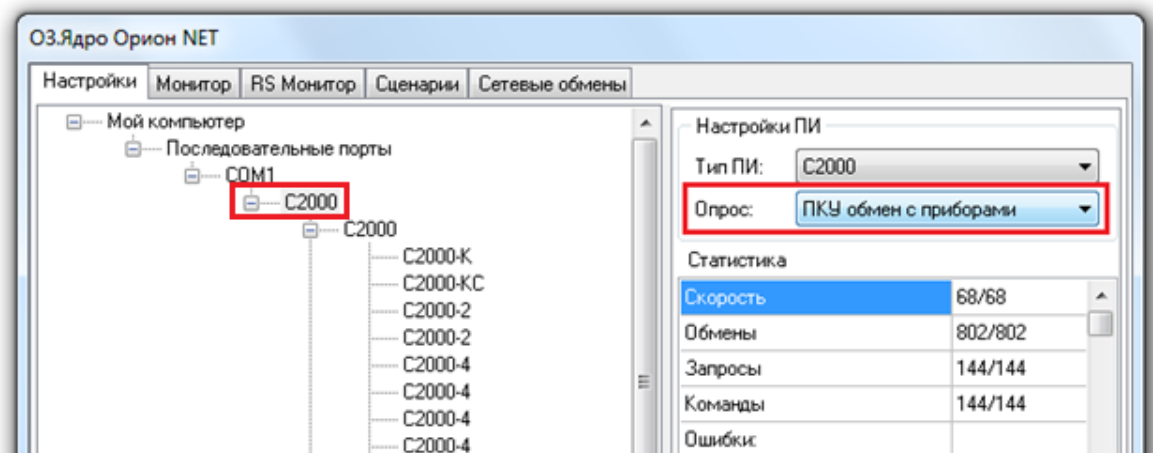 ОЗ.Ядро Орион NET
Настройки Монитор RS Монитор Сценарии Сетевые обмены
Мой компьютер
Последовательные порты
COM1
С2000
С2000
С2000-К
С2000-КС
С2000-2
С2000-2
С2000-4
С2000-4
С2000-4
С2000-4
Настройки ПИ
Тип ПИ: С2000
Опрос: ПКУ обмен с приборами
Статистика
Скорость 68/68
Обмены 802/802
Запросы 144/144
Команды 144/144
Ошибки: